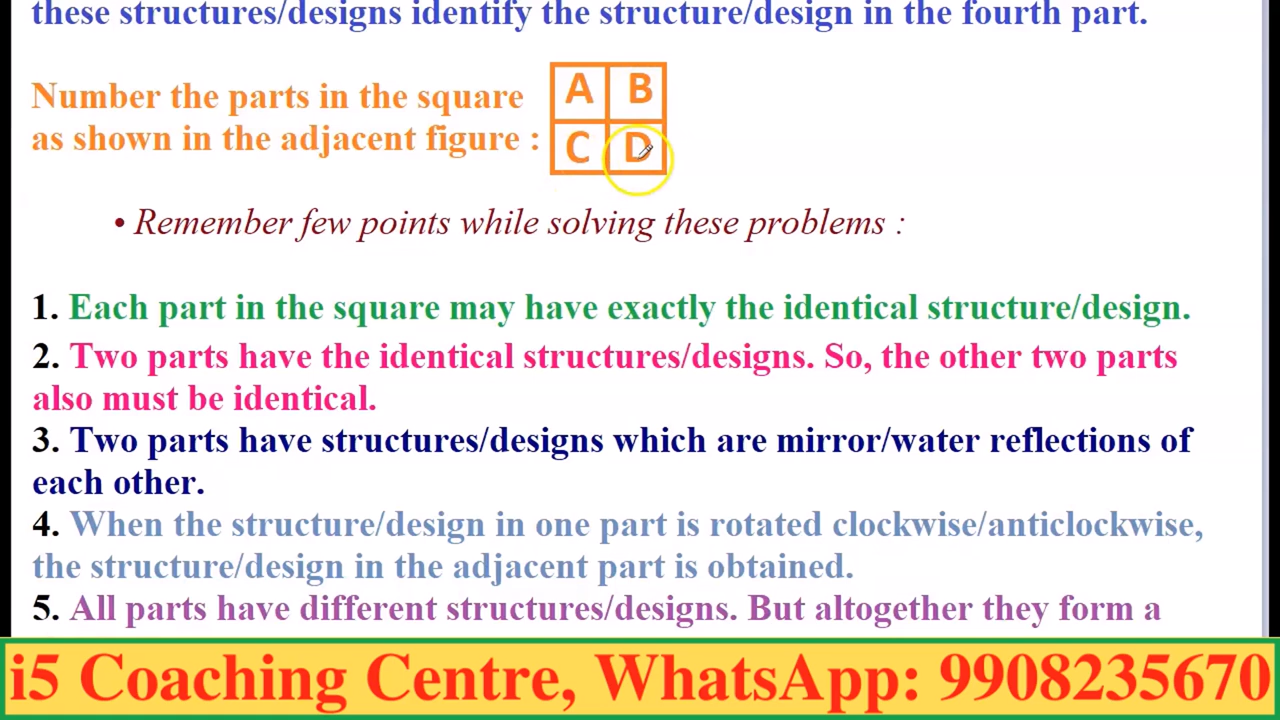 these structures/designs identify the structure/design in the fourth part.
Number the parts in the square
as shown in the adjacent figure :
A B
C D
• Remember few points while solving these problems :
1. Each part in the square may have exactly the identical structure/design.
2. Two parts have the identical structures/designs. So, the other two parts
also must be identical.
3. Two parts have structures/designs which are mirror/water reflections of
each other.
4. When the structure/design in one part is rotated clockwise/anticlockwise,
the structure/design in the adjacent part is obtained.
5. All parts have different structures/designs. But altogether they form a
i5 Coaching Centre, WhatsApp: 9908235670